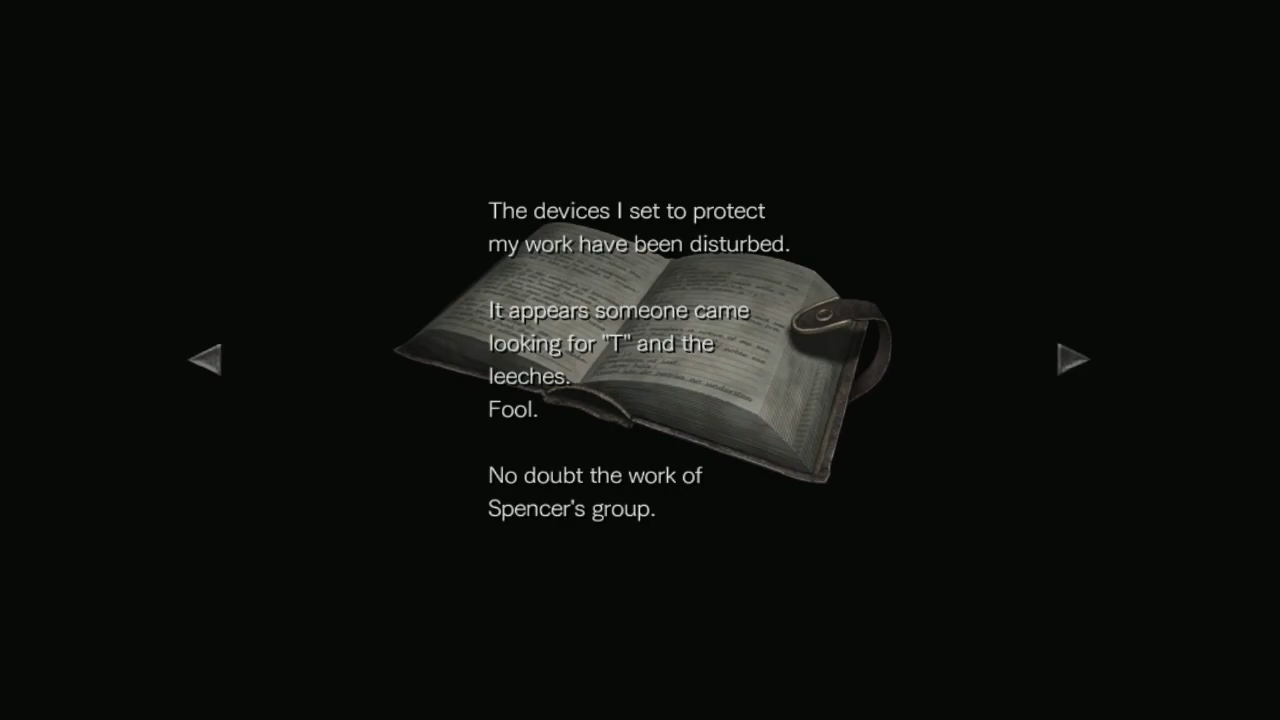 The devices I set to protect
my work have been disturbed.
It appears someone came
looking for "T" and the
leeches.
Fool.
No doubt the work of
Spencer's group.